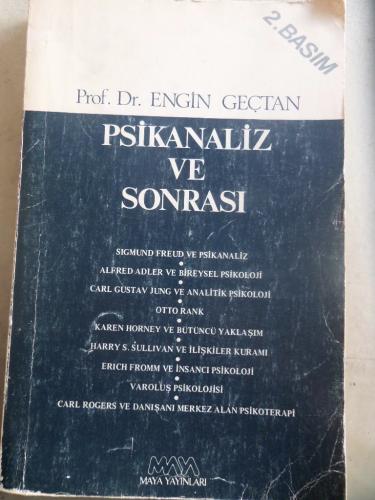 2. BASIM
Prof. Dr. ENGİN GEÇTAN
PSİKANALİZ
VE
SONRASI
SIGMUND FREUD VE PSİKANALİZ
ALFRED ADLER VE BİREYSEL PSİKOLOJİ
CARL GUSTAV JUNG VE ANALİTİK PSİKOLOJİ
OTTO RANK
KAREN HORNEY VE BÜTÜNCÜ YAKLAŞIM
HARRY S. SULLIVAN VE İLİŞKİLER KURAMI
ERICH FROMM VE İNSANCI PSİKOLOJİ
VAROLUŞ PSİKOLOJİSİ
CARL ROGERS VE DANIŞANI MERKEZ ALAN PSİKOTERAPİ
MAYA
MAYA YAYINLARI